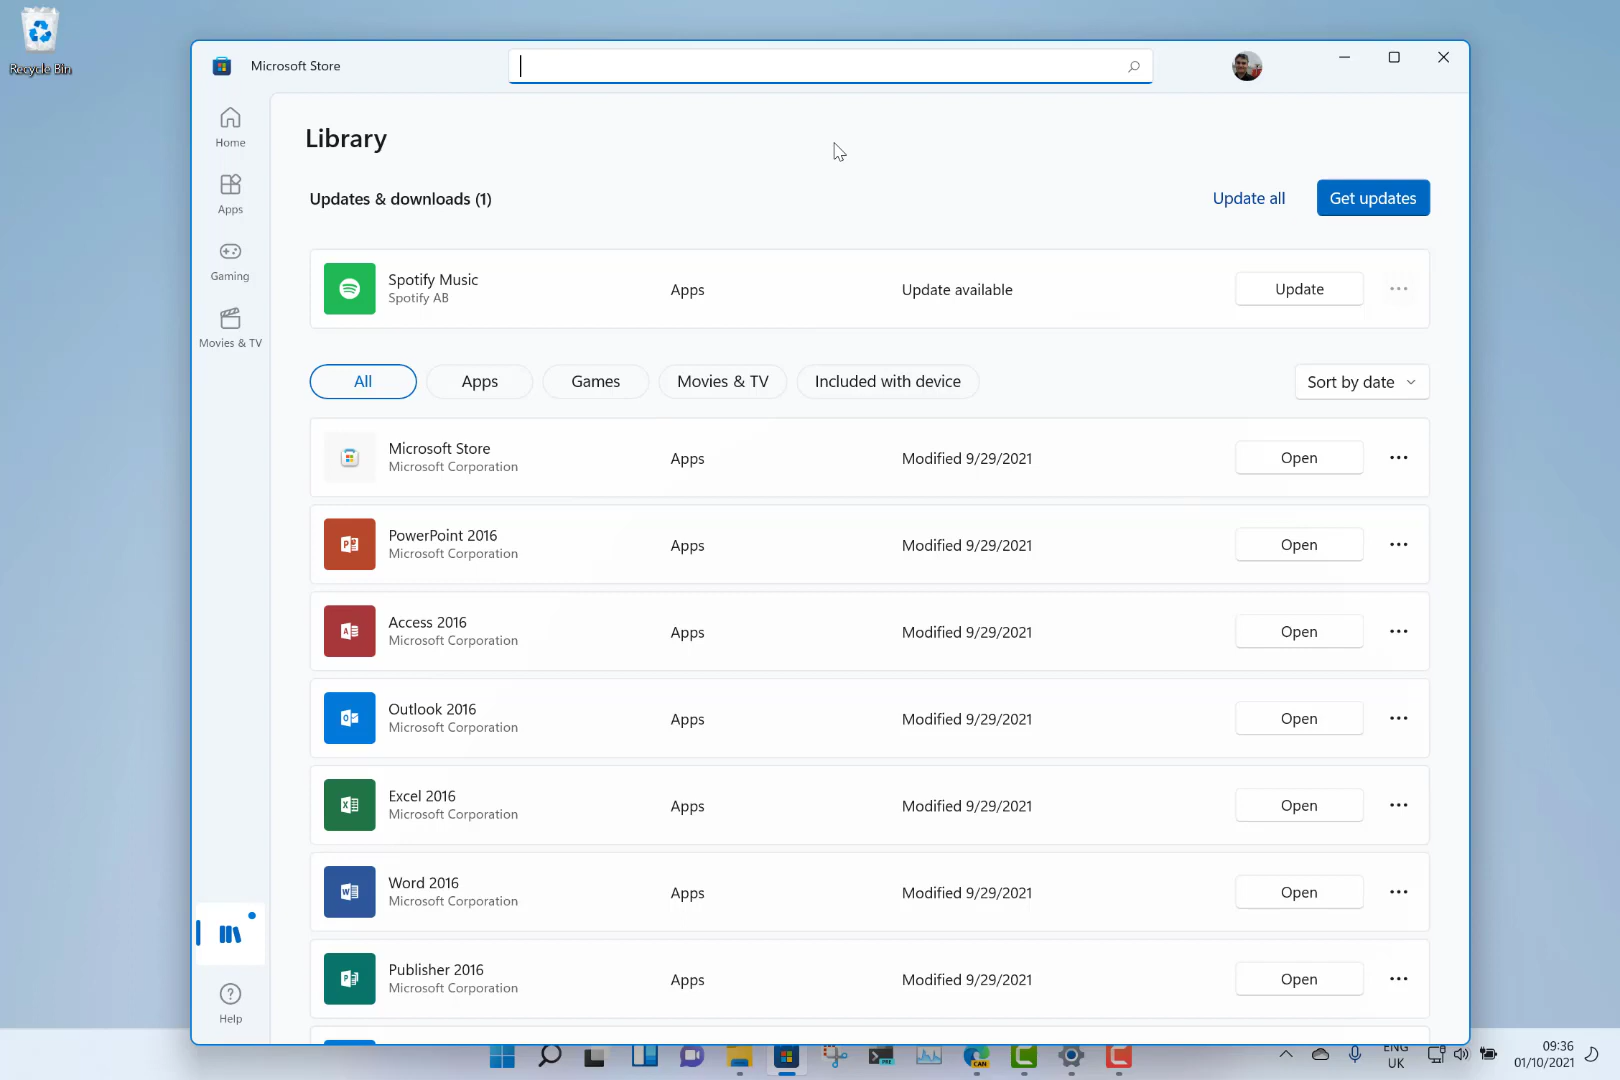 Recycle Bin
Microsoft Store
Home
Apps
Gaming
Movies & TV
Help
Library
Updates & downloads (1)
Update all
Get updates
Spotify Music
Spotify AB
Apps
Update available
Update
All
Apps
Games
Movies & TV
Included with device
Sort by date
Microsoft Store
Microsoft Corporation
Apps
Modified 9/29/2021
Open
PowerPoint 2016
Microsoft Corporation
Apps
Modified 9/29/2021
Open
Access 2016
Microsoft Corporation
Apps
Modified 9/29/2021
Open
Outlook 2016
Microsoft Corporation
Apps
Modified 9/29/2021
Open
Excel 2016
Microsoft Corporation
Apps
Modified 9/29/2021
Open
Word 2016
Microsoft Corporation
Apps
Modified 9/29/2021
Open
Publisher 2016
Microsoft Corporation
Apps
Modified 9/29/2021
Open
PRE
CAN
ENG
UK
09:36
01/10/2021